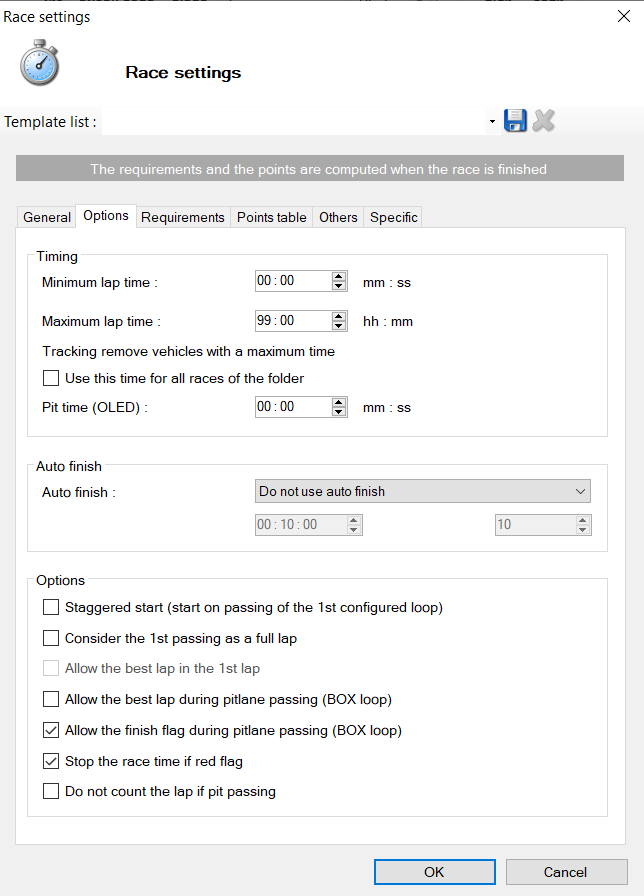 Race settings
Race settings
Template list :
The requirements and the points are computed when the race is finished
General Options Requirements Points table Others Specific
Timing
Minimum lap time : 00 : 00 mm : ss
Maximum lap time : 99 : 00 hh : mm
Tracking remove vehicles with a maximum time
Use this time for all races of the folder
Pit time (OLED) : 00 : 00 mm : ss
Auto finish
Auto finish : Do not use auto finish
00 : 10 : 00 10
Options
Staggered start (start on passing of the 1st configured loop)
Consider the 1st passing as a full lap
Allow the best lap in the 1st lap
Allow the best lap during pitlane passing (BOX loop)
Allow the finish flag during pitlane passing (BOX loop)
Stop the race time if red flag
Do not count the lap if pit passing
OK Cancel